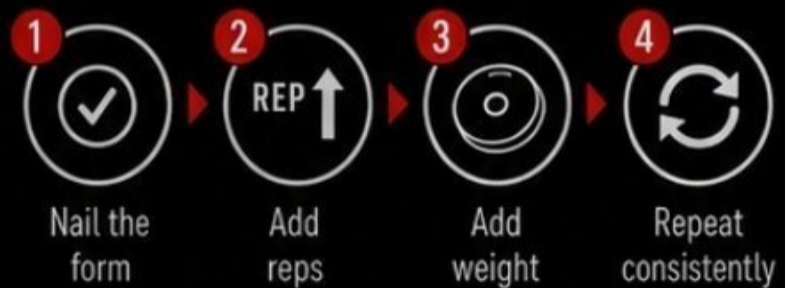 1
2
3
4
REP
Nail the
form
Add
reps
Add
weight
Repeat
consistently